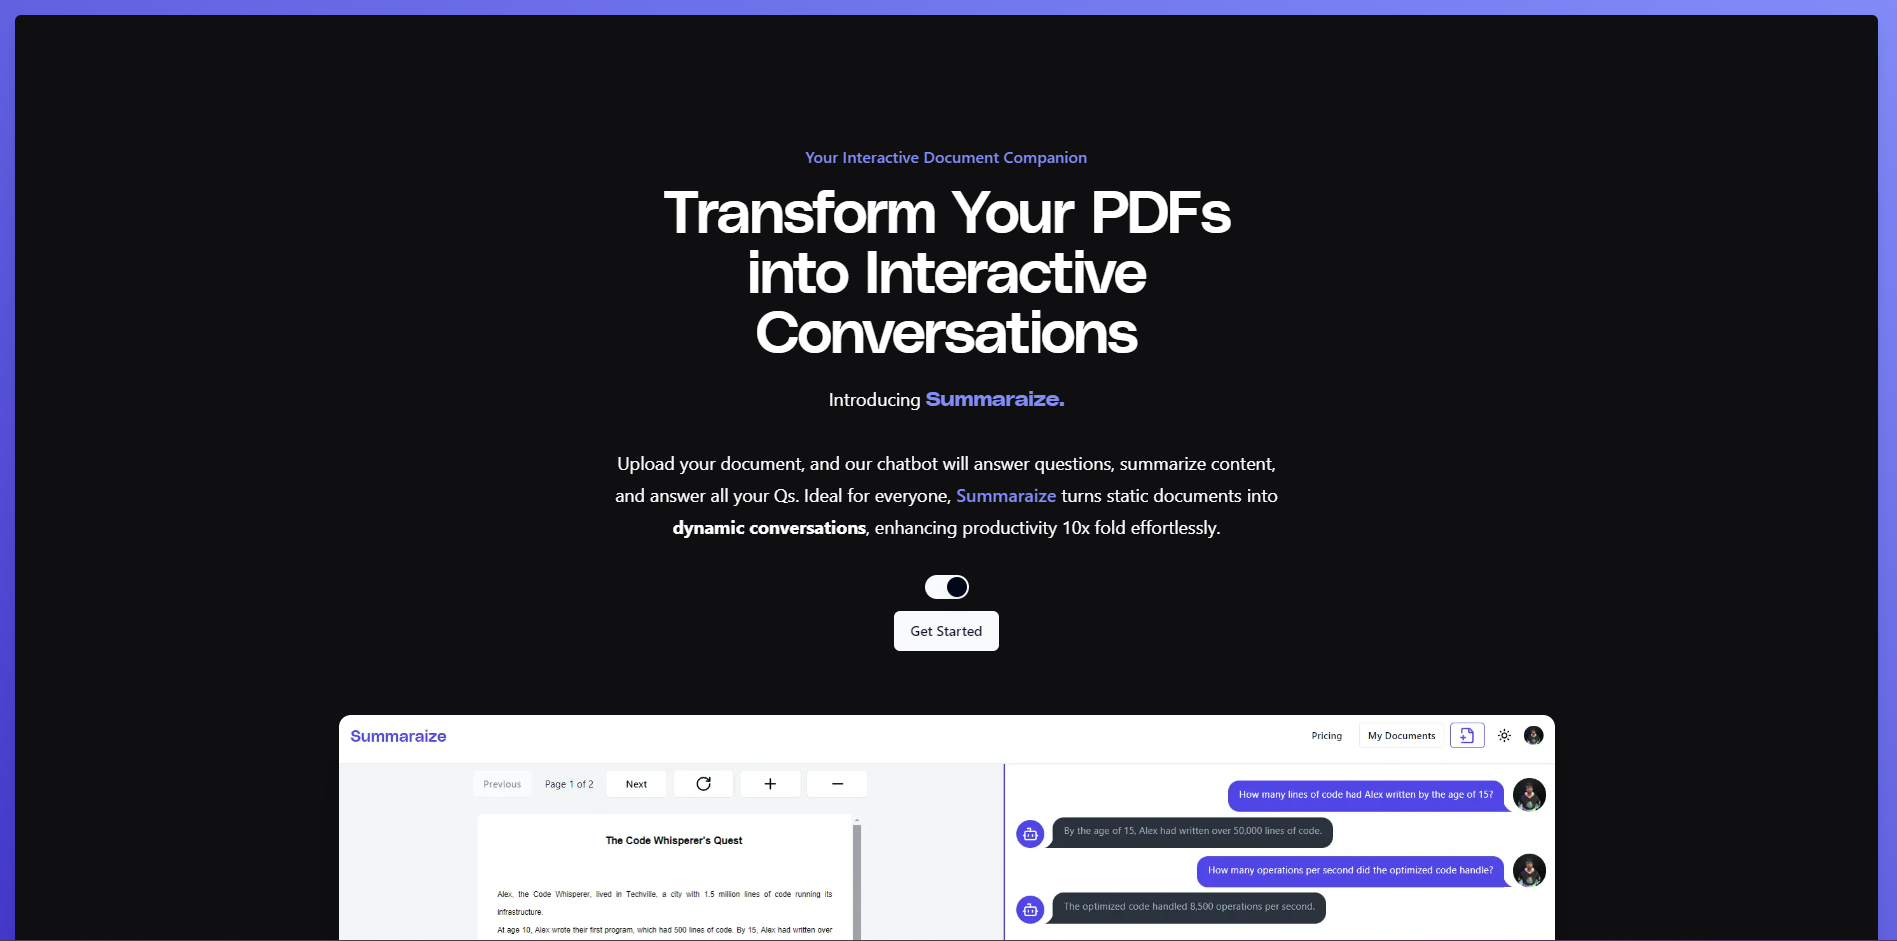 Your Interactive Document Companion
Transform Your PDFs
into Interactive
Conversations
Introducing Summaraize.
Upload your document, and our chatbot will answer questions, summarize content,
and answer all your Qs. Ideal for everyone, Summaraize turns static documents into
dynamic conversations, enhancing productivity 10x fold effortlessly.
Get Started
Summaraize
Pricing
My Documents
Previous
Page 1 of 2
Next
The Code Whisperer's Quest
Alex, the Code Whisperer, lived in Techville, a city with 1.5 million lines of code running its
infrastructure.
At age 10, Alex wrote their first program, which had 500 lines of code. By 15, Alex had written over
How many lines of code had Alex written by the age of 15?
By the age of 15, Alex had written over 50,000 lines of code.
How many operations per second did the optimized code handle?
The optimized code handled 8,500 operations per second.